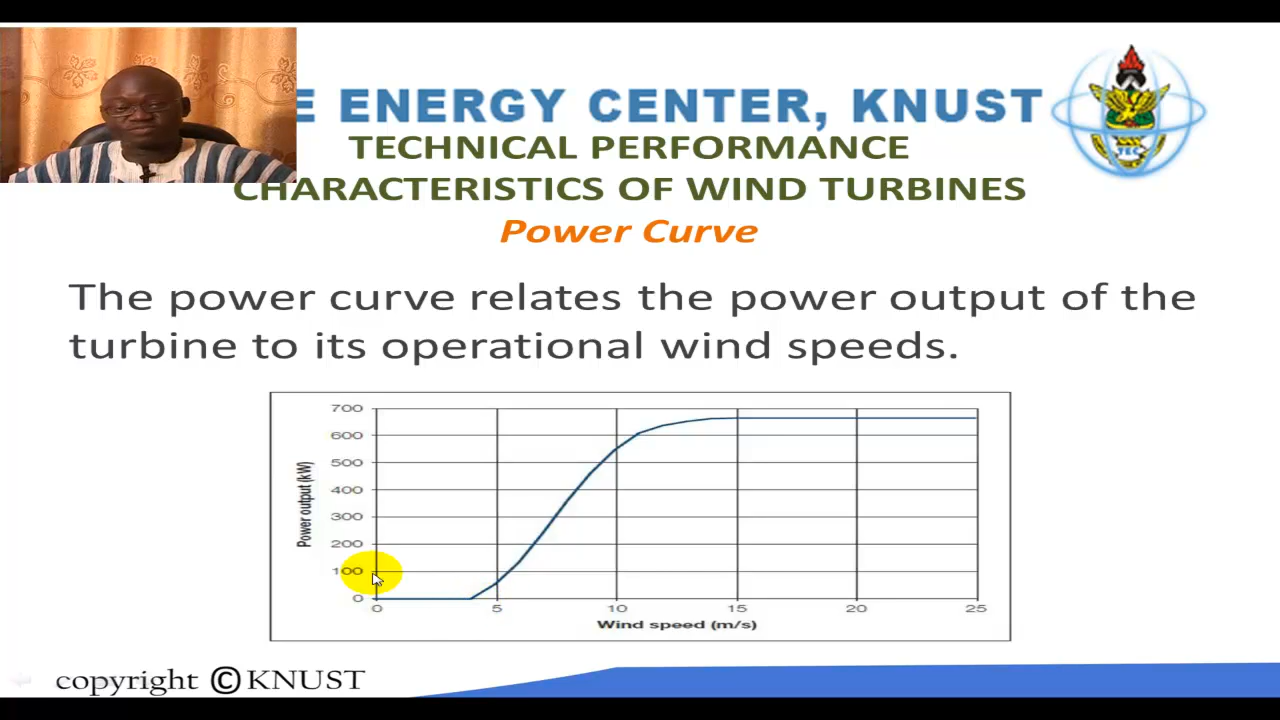 E ENERGY CENTER, KNUST
TECHNICAL PERFORMANCE
CHARACTERISTICS OF WIND TURBINES
Power Curve
TEC
The power curve relates the power output of the
turbine to its operational wind speeds.
700
600
500
400
300
200
100
0
Power output (kW)
0 5 10 15 20 25
Wind speed (m/s)
copyright ©KNUST